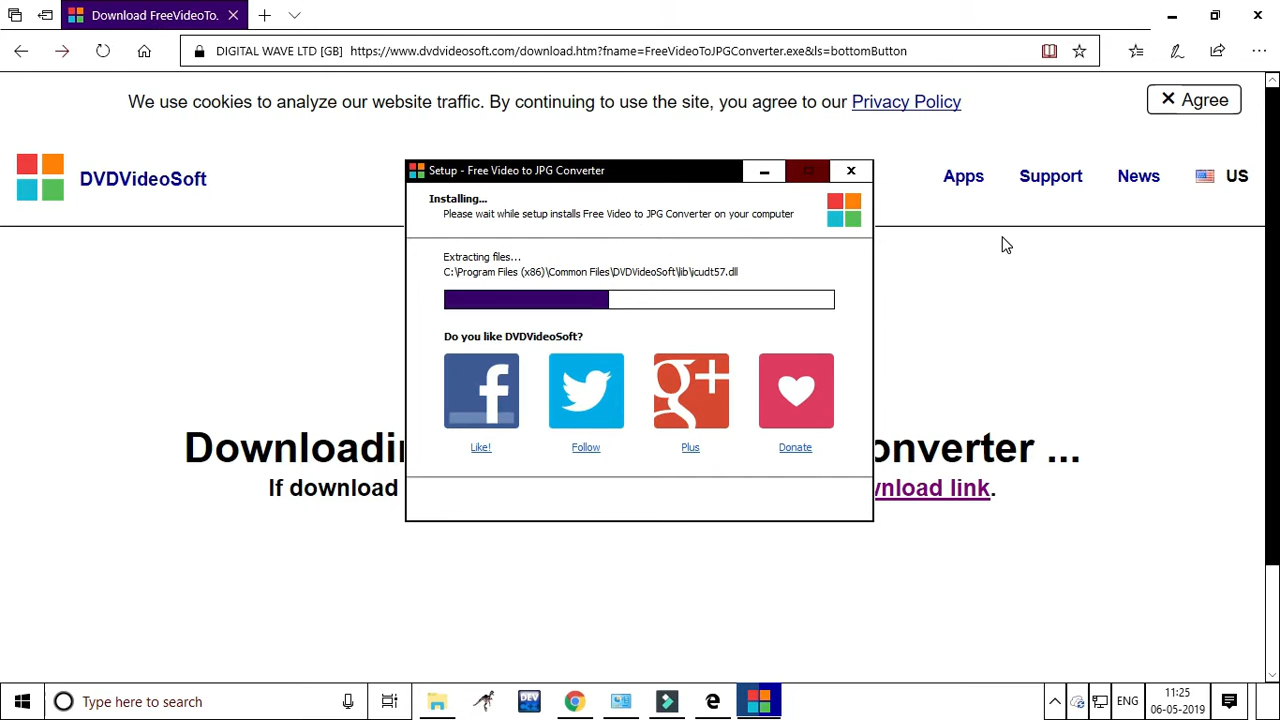 Download FreeVideoTo.
DIGITAL WAVE LTD [GB] https://www.dvdvideosoft.com/download.htm?fname=FreeVideoToJPGConverter.exe&ls=bottomButton
We use cookies to analyze our website traffic. By continuing to use the site, you agree to our Privacy Policy
Agree
DVDVideoSoft
Apps Support News US
Setup - Free Video to JPG Converter
Installing...
Please wait while setup installs Free Video to JPG Converter on your computer
Extracting files...
C:\Program Files (x86)\Common Files\DVDVideoSoft\lib\icudt57.dll
Do you like DVDVideoSoft?
f g+
Like! Follow Plus Donate
Downloadin onverter ...
If download wnload link.
Type here to search
DEV
ENG
11:25
06-05-2019